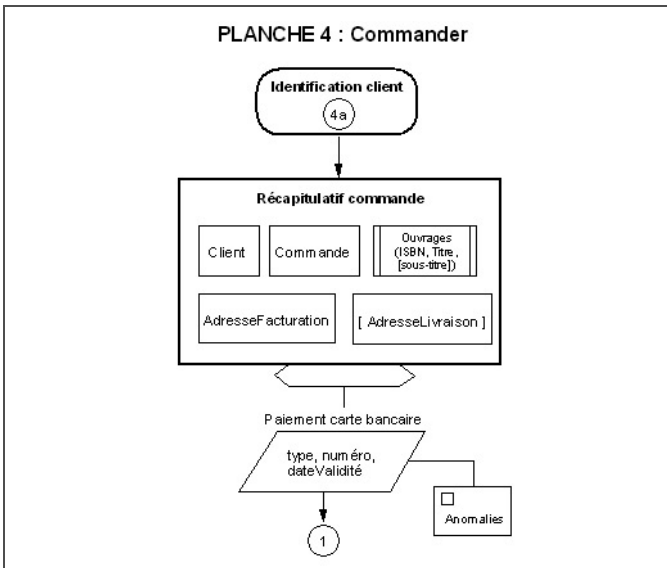 PLANCHE 4 : Commander
Identification client
4a
Récapitulatif commande
Client
Commande
Ouvrages
(ISBN, Titre,
[sous-titre])
AdresseFacturation
[ AdresseLivraison ]
Paiement carte bancaire
type, numéro,
dateValidité
Anomalies
1